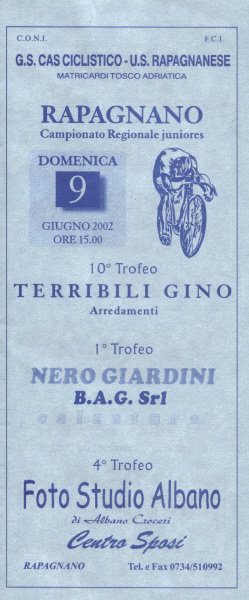 C.O.N.I. F.C.I.
G.S. CAS CICLISTICO - U.S. RAPAGNANESE
MATRICARDI TOSCO ADRIATICA
RAPAGNANO
Campionato Regionale juniores
DOMENICA
9
GIUGNO 2002
ORE 15.00
10° Trofeo
TERRIBILI GINO
Arredamenti
1° Trofeo
NERO GIARDINI
B.A.G. Srl
calzature
4° Trofeo
Foto Studio Albano
di Albano Croceri
Centro Sposi
RAPAGNANO Tel. e Fax 0734/510992